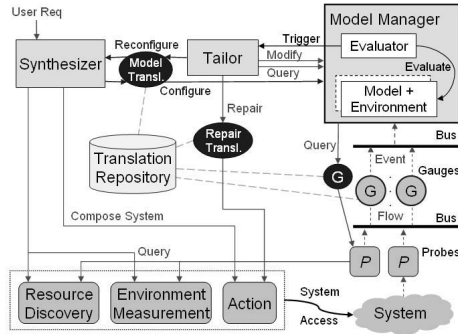 User Req
Model Manager
Trigger
Evaluator
Reconfigure
Synthesizer
Model
Transl.
Tailor
Modify
Query
Evaluate
Configure
Model +
Environment
Repair
Repair
Transl.
Query
Bus
Translation
Repository
Event
Gauges
G
G
G
Flow
Bus
Compose System
Query
P
P
Probes
Resource
Discovery
Environment
Measurement
Action
System
Access
System